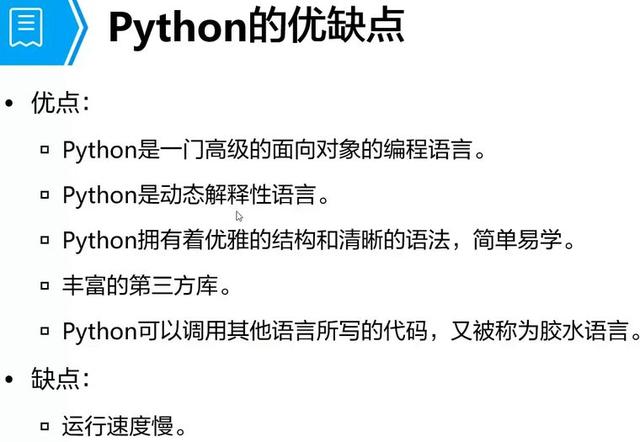 Python的优缺点
• 优点：
▫ Python是一门高级的面向对象的编程语言。
▫ Python是动态解释性语言。
▫ Python拥有着优雅的结构和清晰的语法，简单易学。
▫ 丰富的第三方库。
▫ Python可以调用其他语言所写的代码，又被称为胶水语言。
• 缺点：
▫ 运行速度慢。